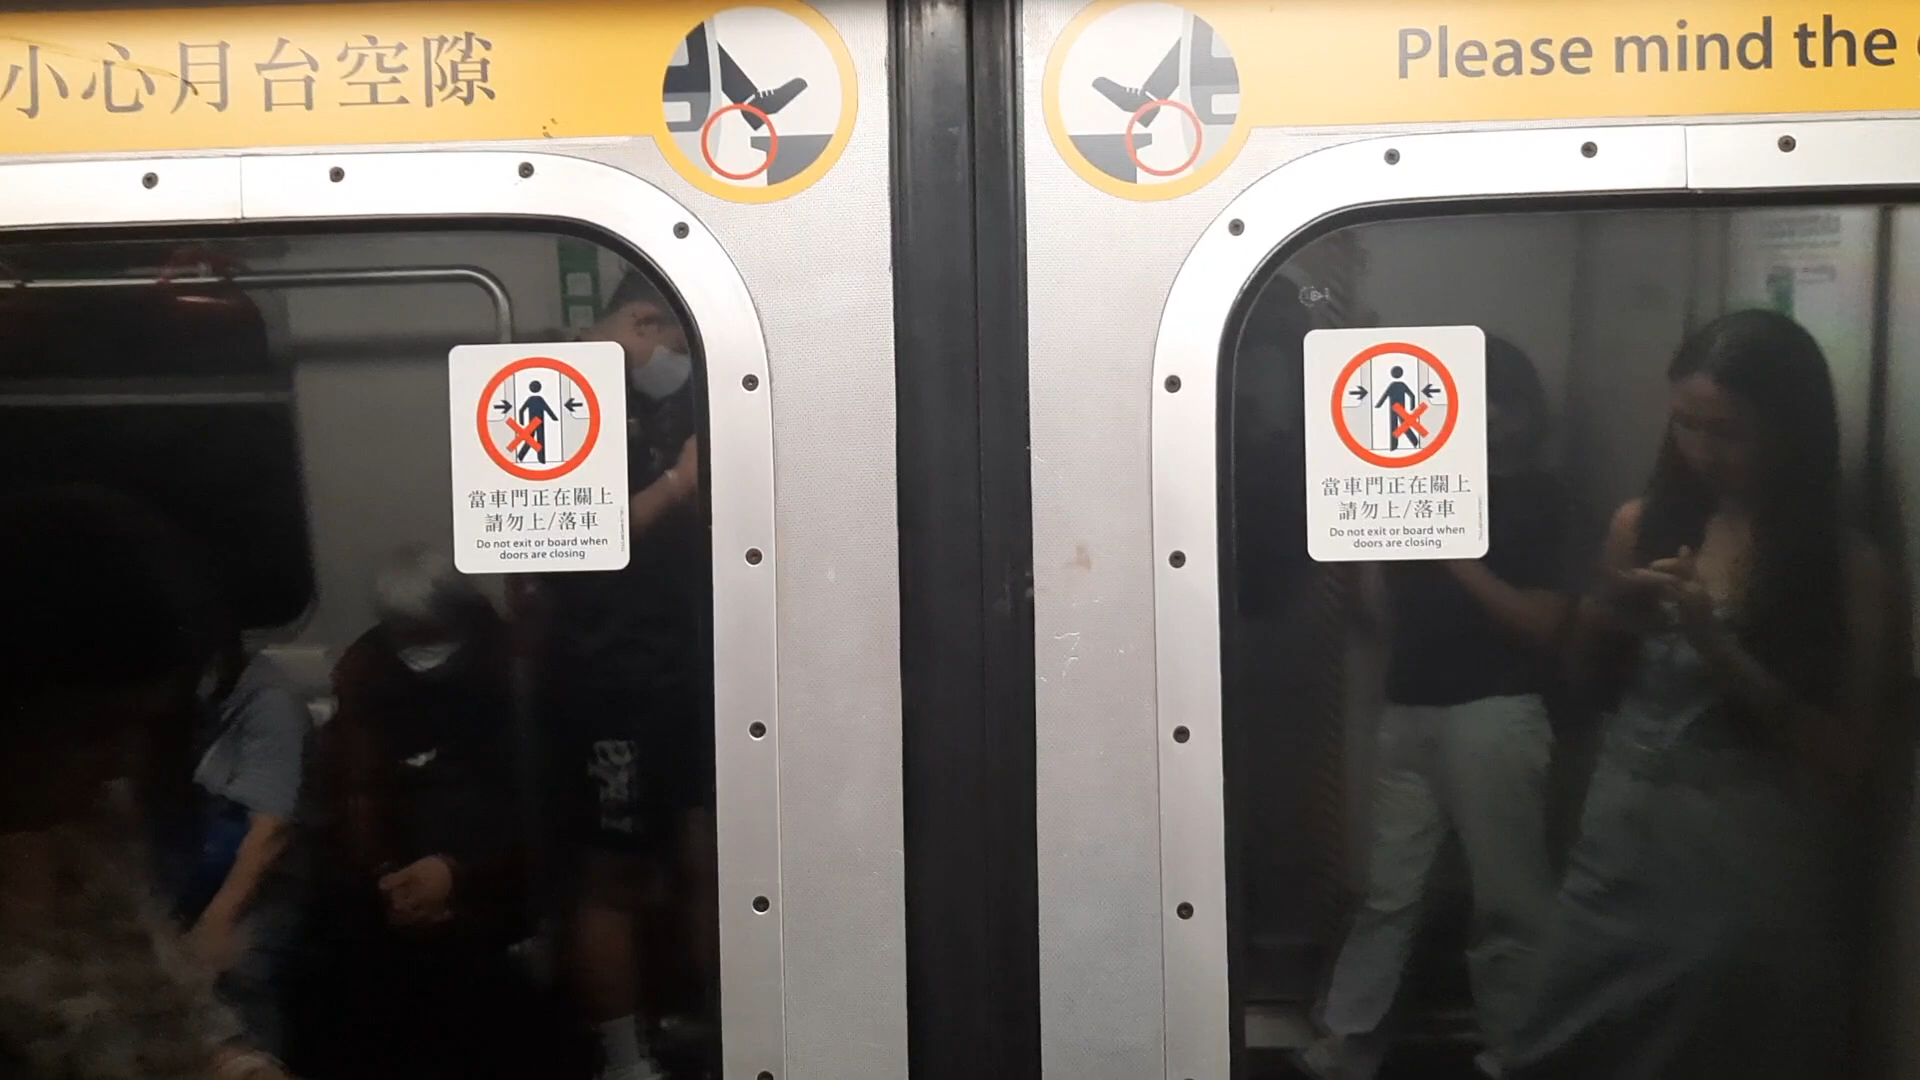 小心月台空隙
Please mind the
當車門正在關上
請勿上/落車
Do not exit or board when
doors are closing
當車門正在關上
請勿上/落車
Do not exit or board when
doors are closing